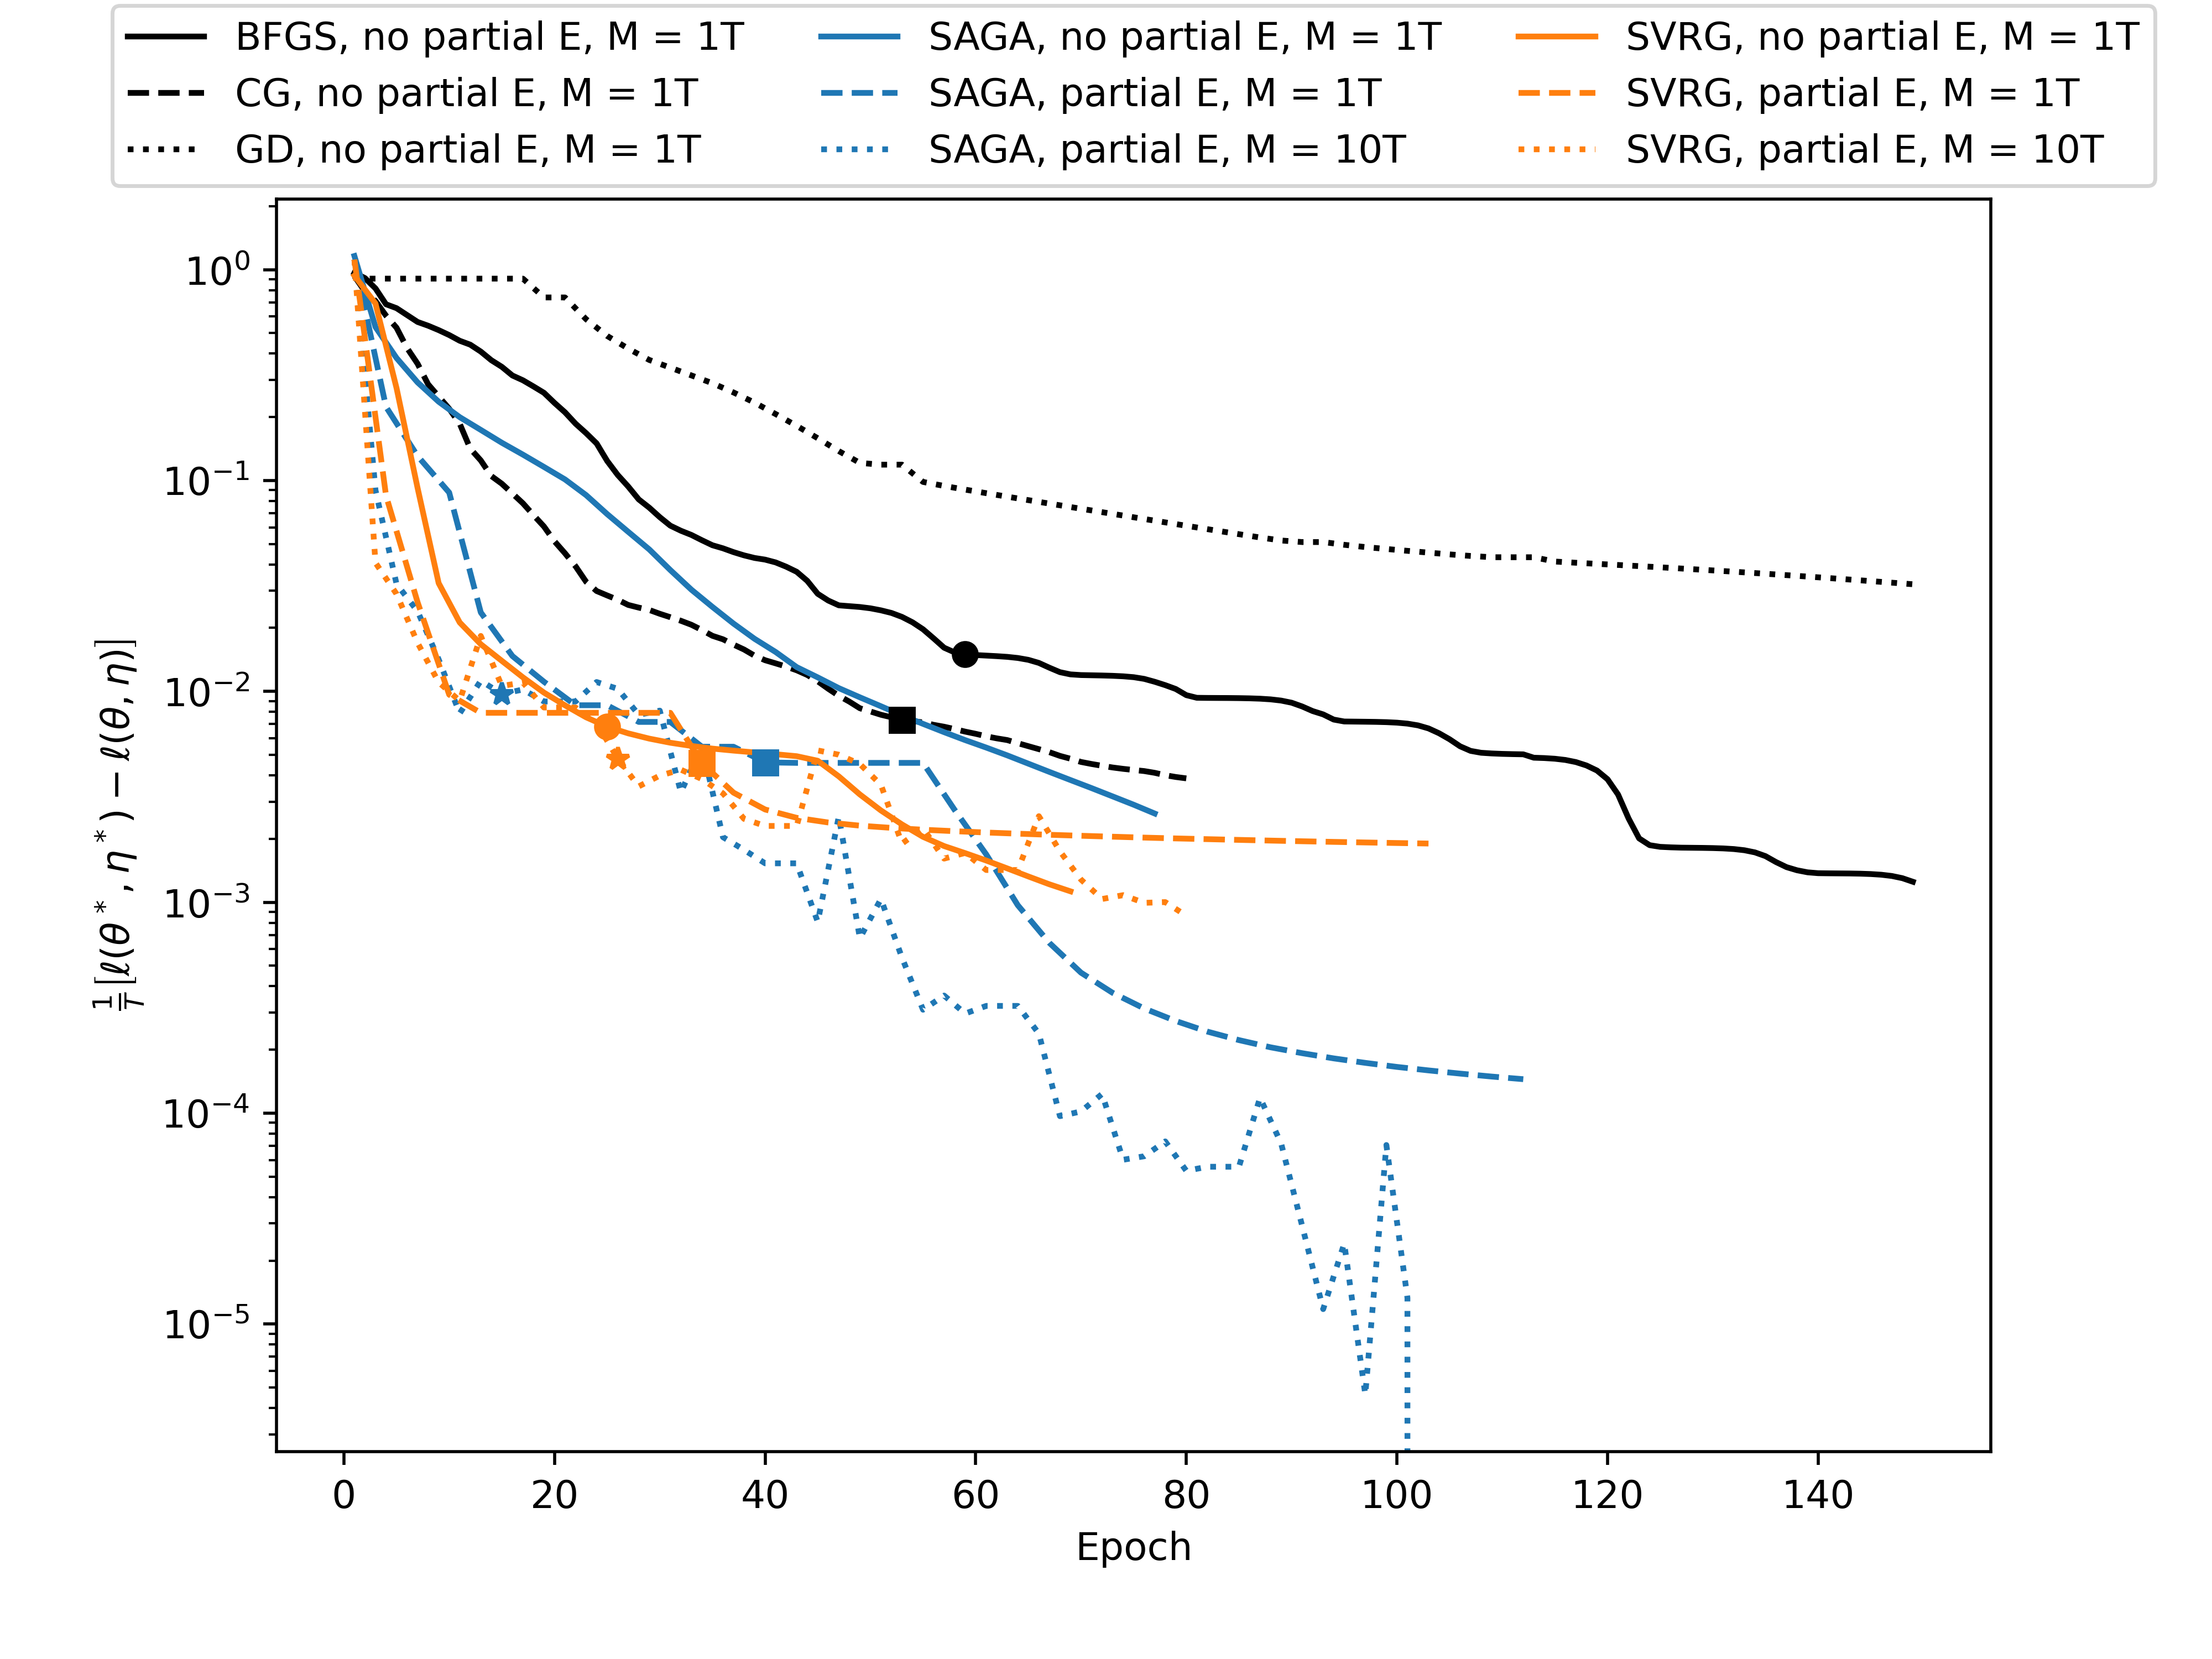 BFGS, no partial E, M = 1T
CG, no partial E, M = 1T
GD, no partial E, M = 1T
SAGA, no partial E, M = 1T
SAGA, partial E, M = 1T
SAGA, partial E, M = 10T
SVRG, no partial E, M = 1T
SVRG, partial E, M = 1T
SVRG, partial E, M = 10T
10⁰
10⁻¹
10⁻²
10⁻³
10⁻⁴
10⁻⁵
1/T [ℓ(θ*, η*) − ℓ(θ, η)]
0 20 40 60 80 100 120 140
Epoch